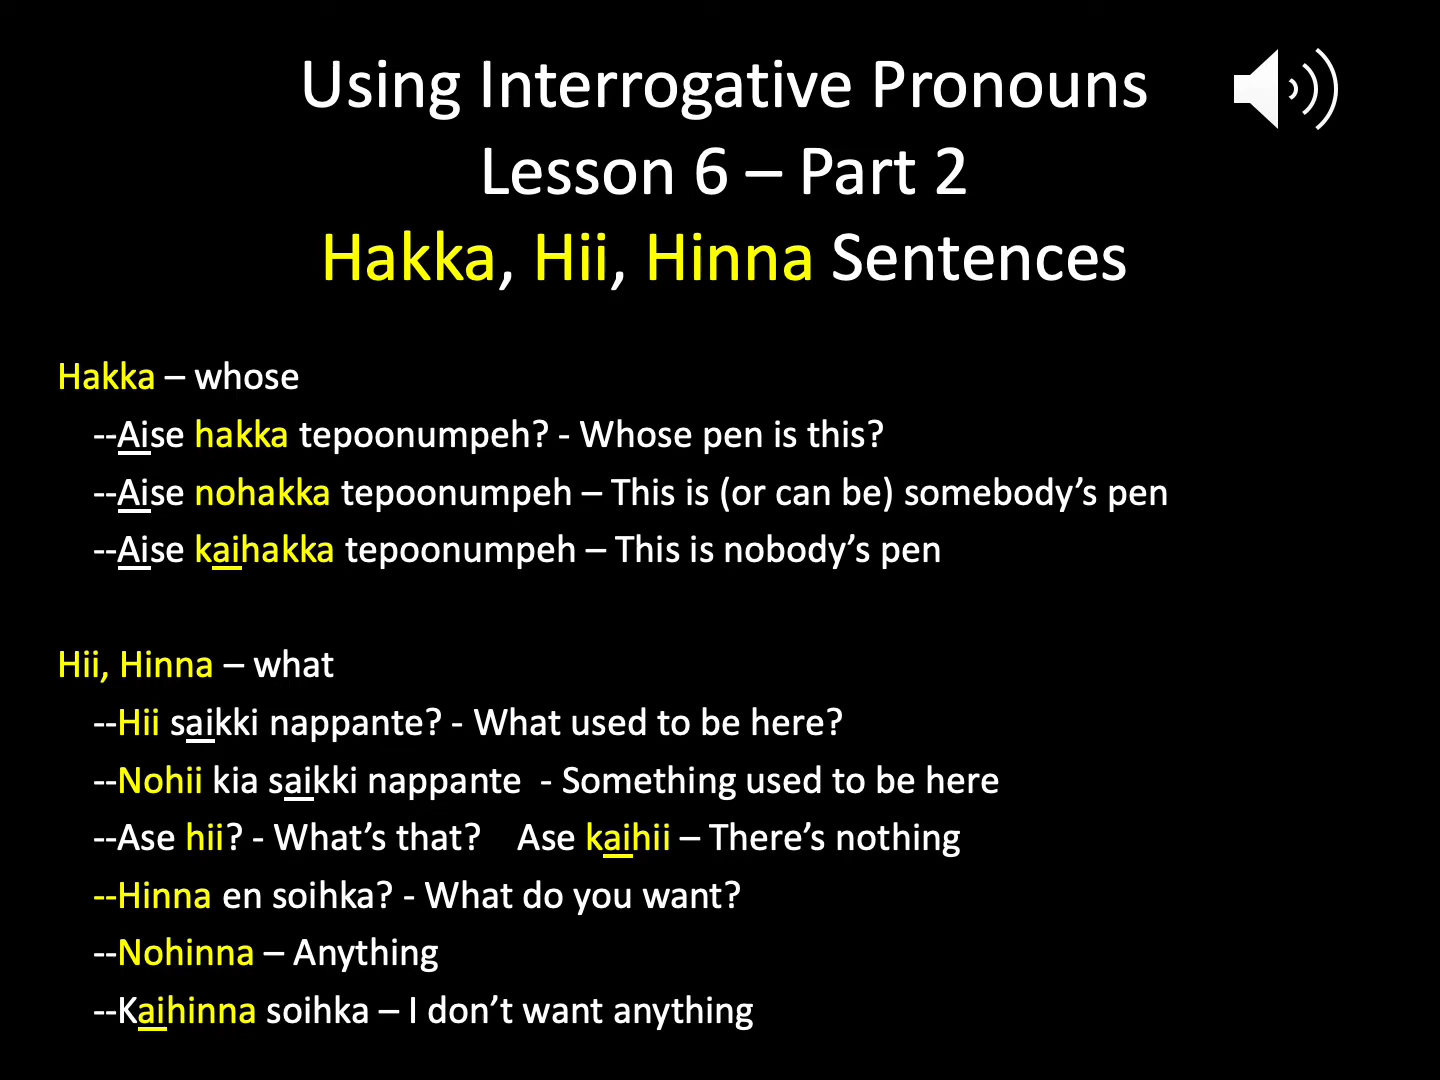 Using Interrogative Pronouns
Lesson 6 – Part 2
Hakka, Hii, Hinna Sentences
Hakka – whose
--Aise hakka tepoonumpeh? - Whose pen is this?
--Aise nohakka tepoonumpeh – This is (or can be) somebody’s pen
--Aise kaihakka tepoonumpeh – This is nobody’s pen
Hii, Hinna – what
--Hii saikki nappante? - What used to be here?
--Nohii kia saikki nappante  - Something used to be here
--Ase hii? - What’s that?    Ase kaihii – There’s nothing
--Hinna en soihka? - What do you want?
--Nohinna – Anything
--Kaihinna soihka – I don’t want anything